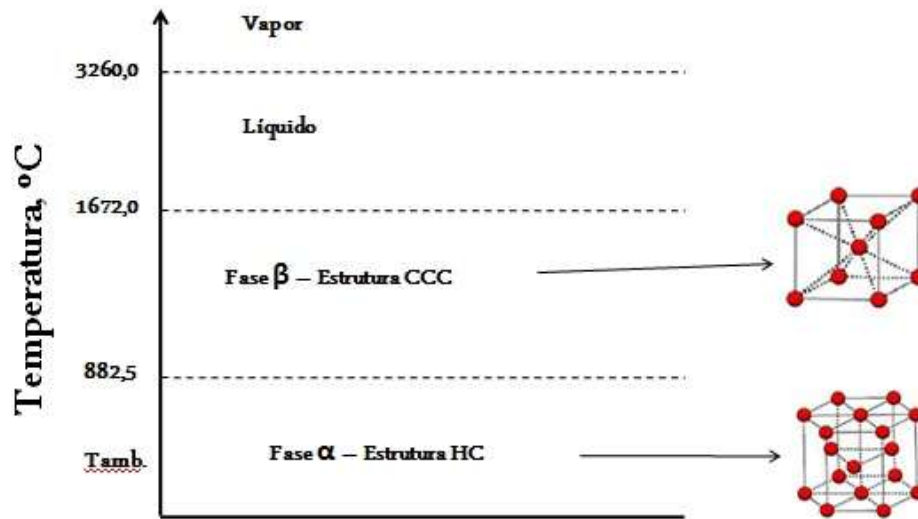 Vapor
3260,0
Líquido
Temperatura, ºC
1672,0
Fase β – Estrutura CCC
882,5
Fase α – Estrutura HC
Tamb.